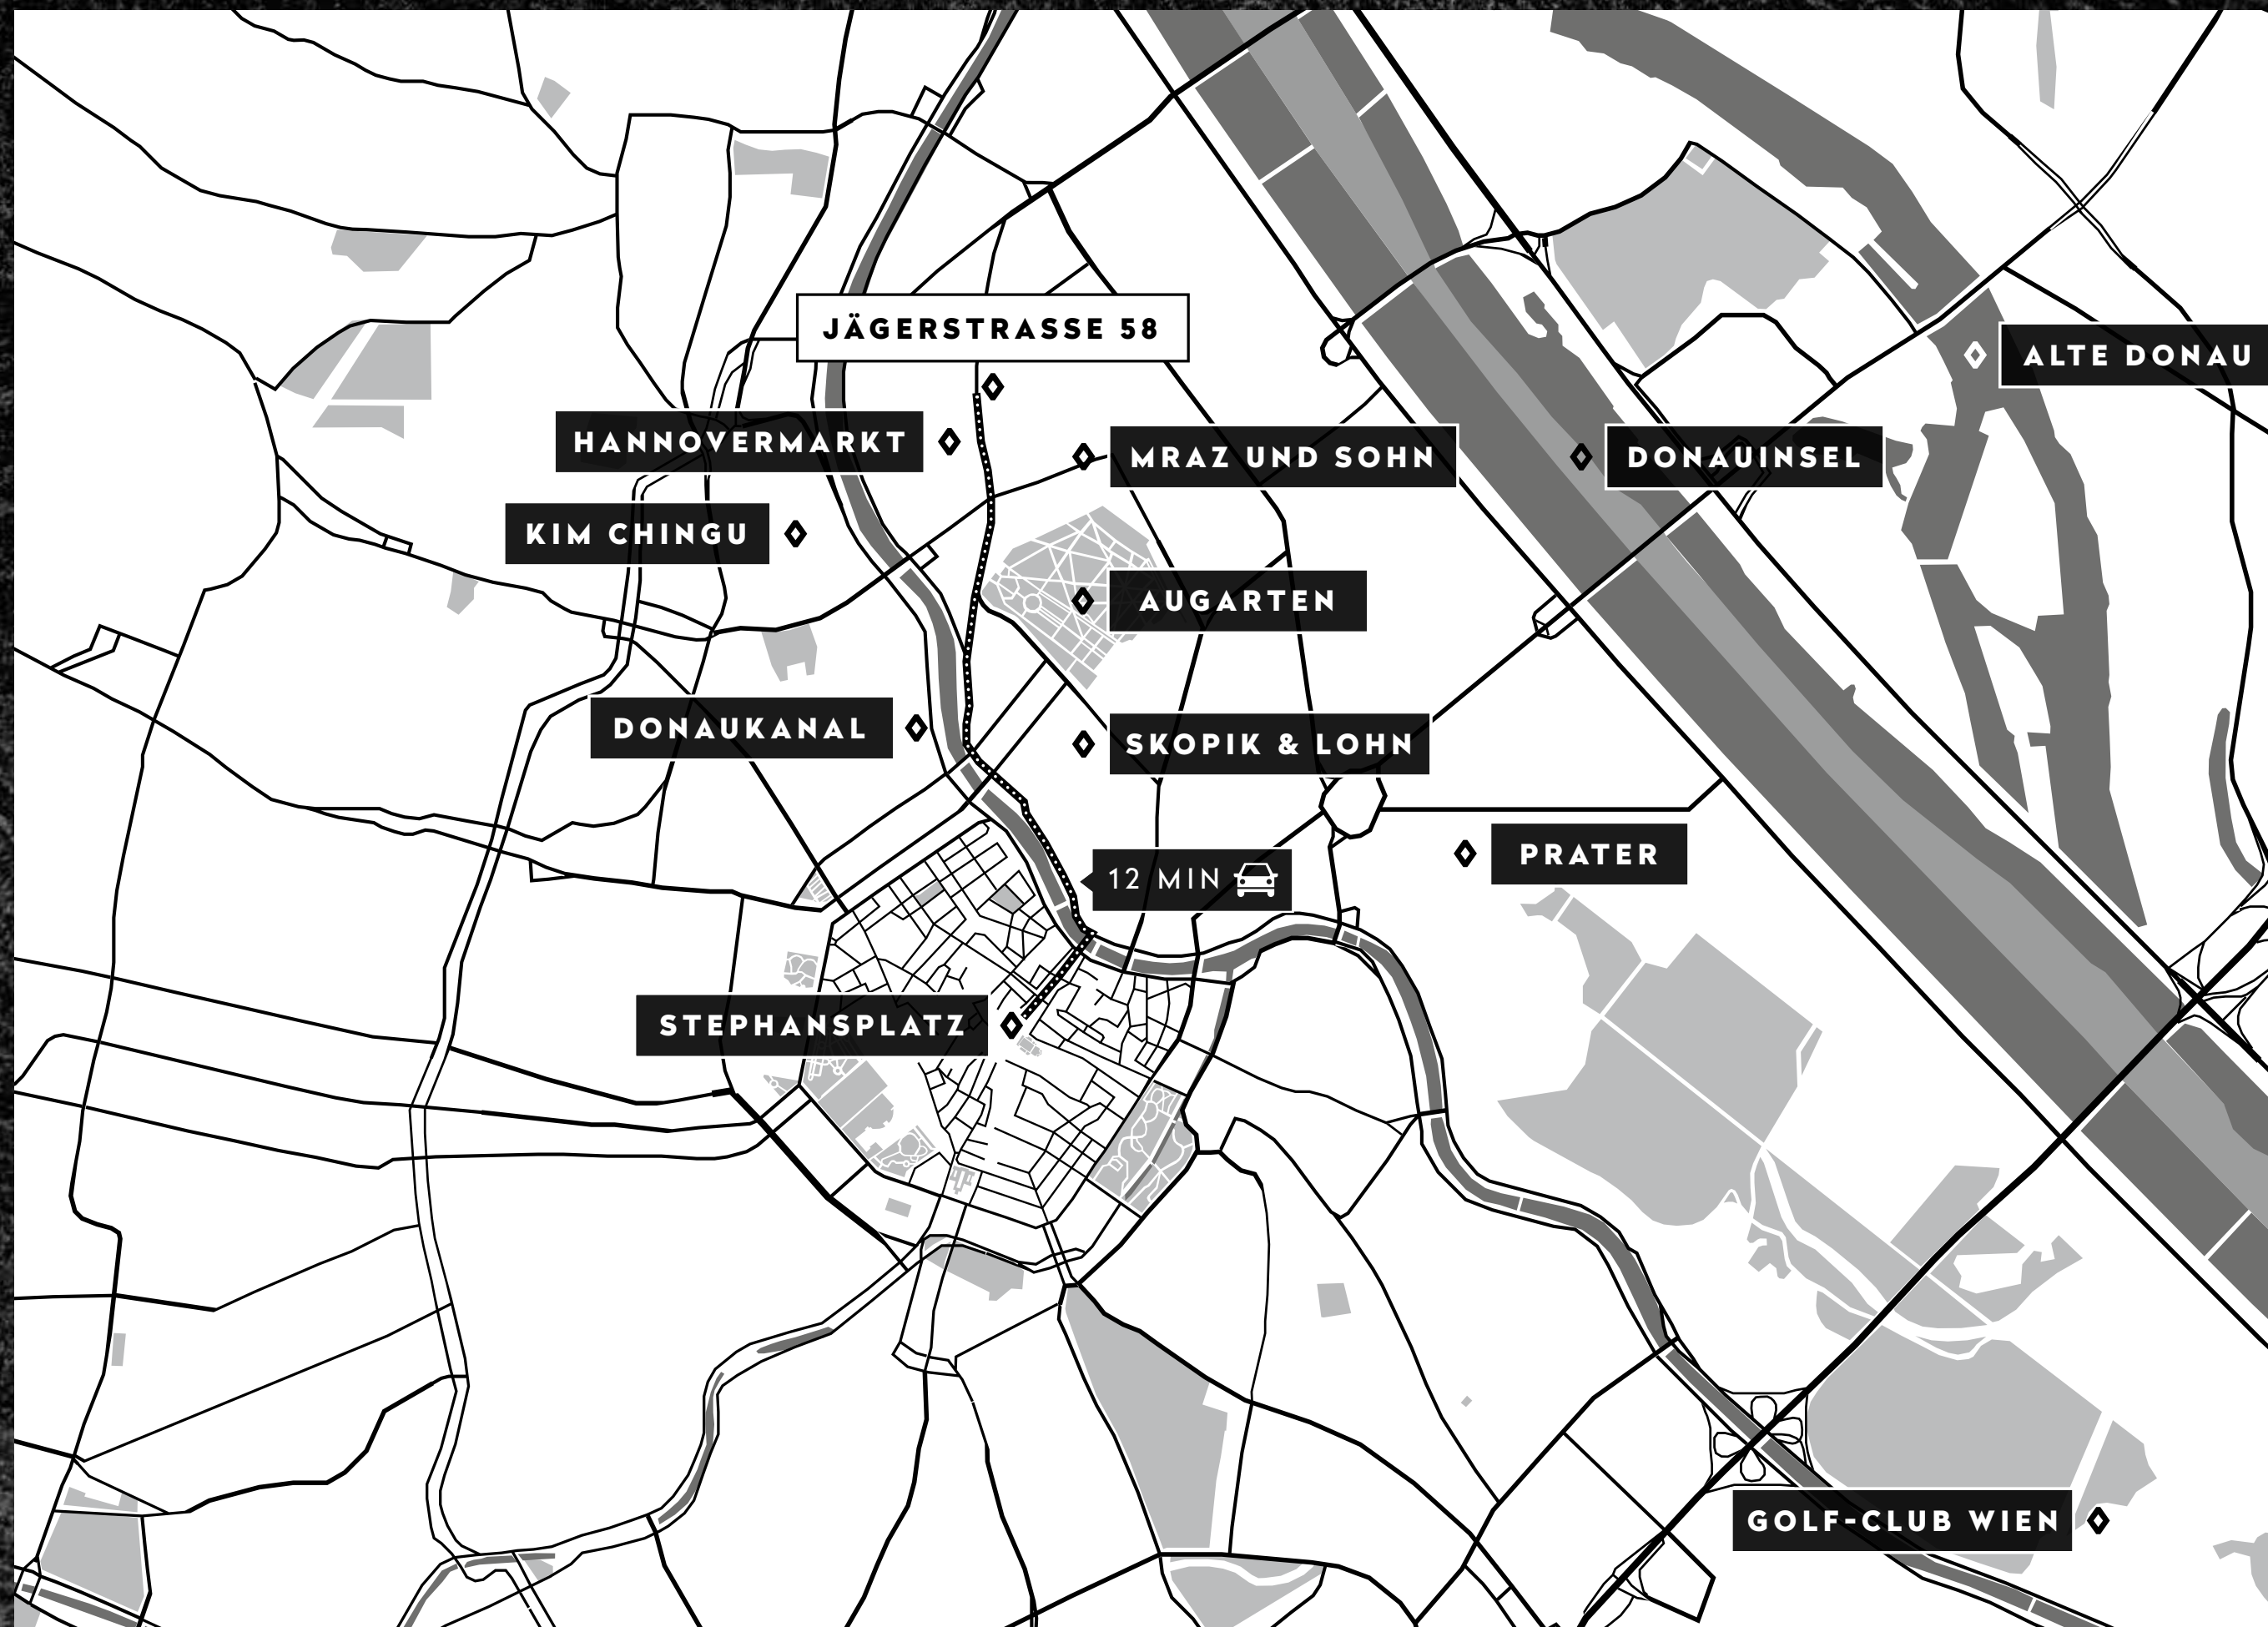 JÄGERSTRASSE 58
ALTE DONAU
HANNOVERMARKT
MRAZ UND SOHN
DONAUINSEL
KIM CHINGU
AUGARTEN
DONAUKANAL
SKOPIK & LOHN
PRATER
12 MIN
STEPHANSPLATZ
GOLF-CLUB WIEN